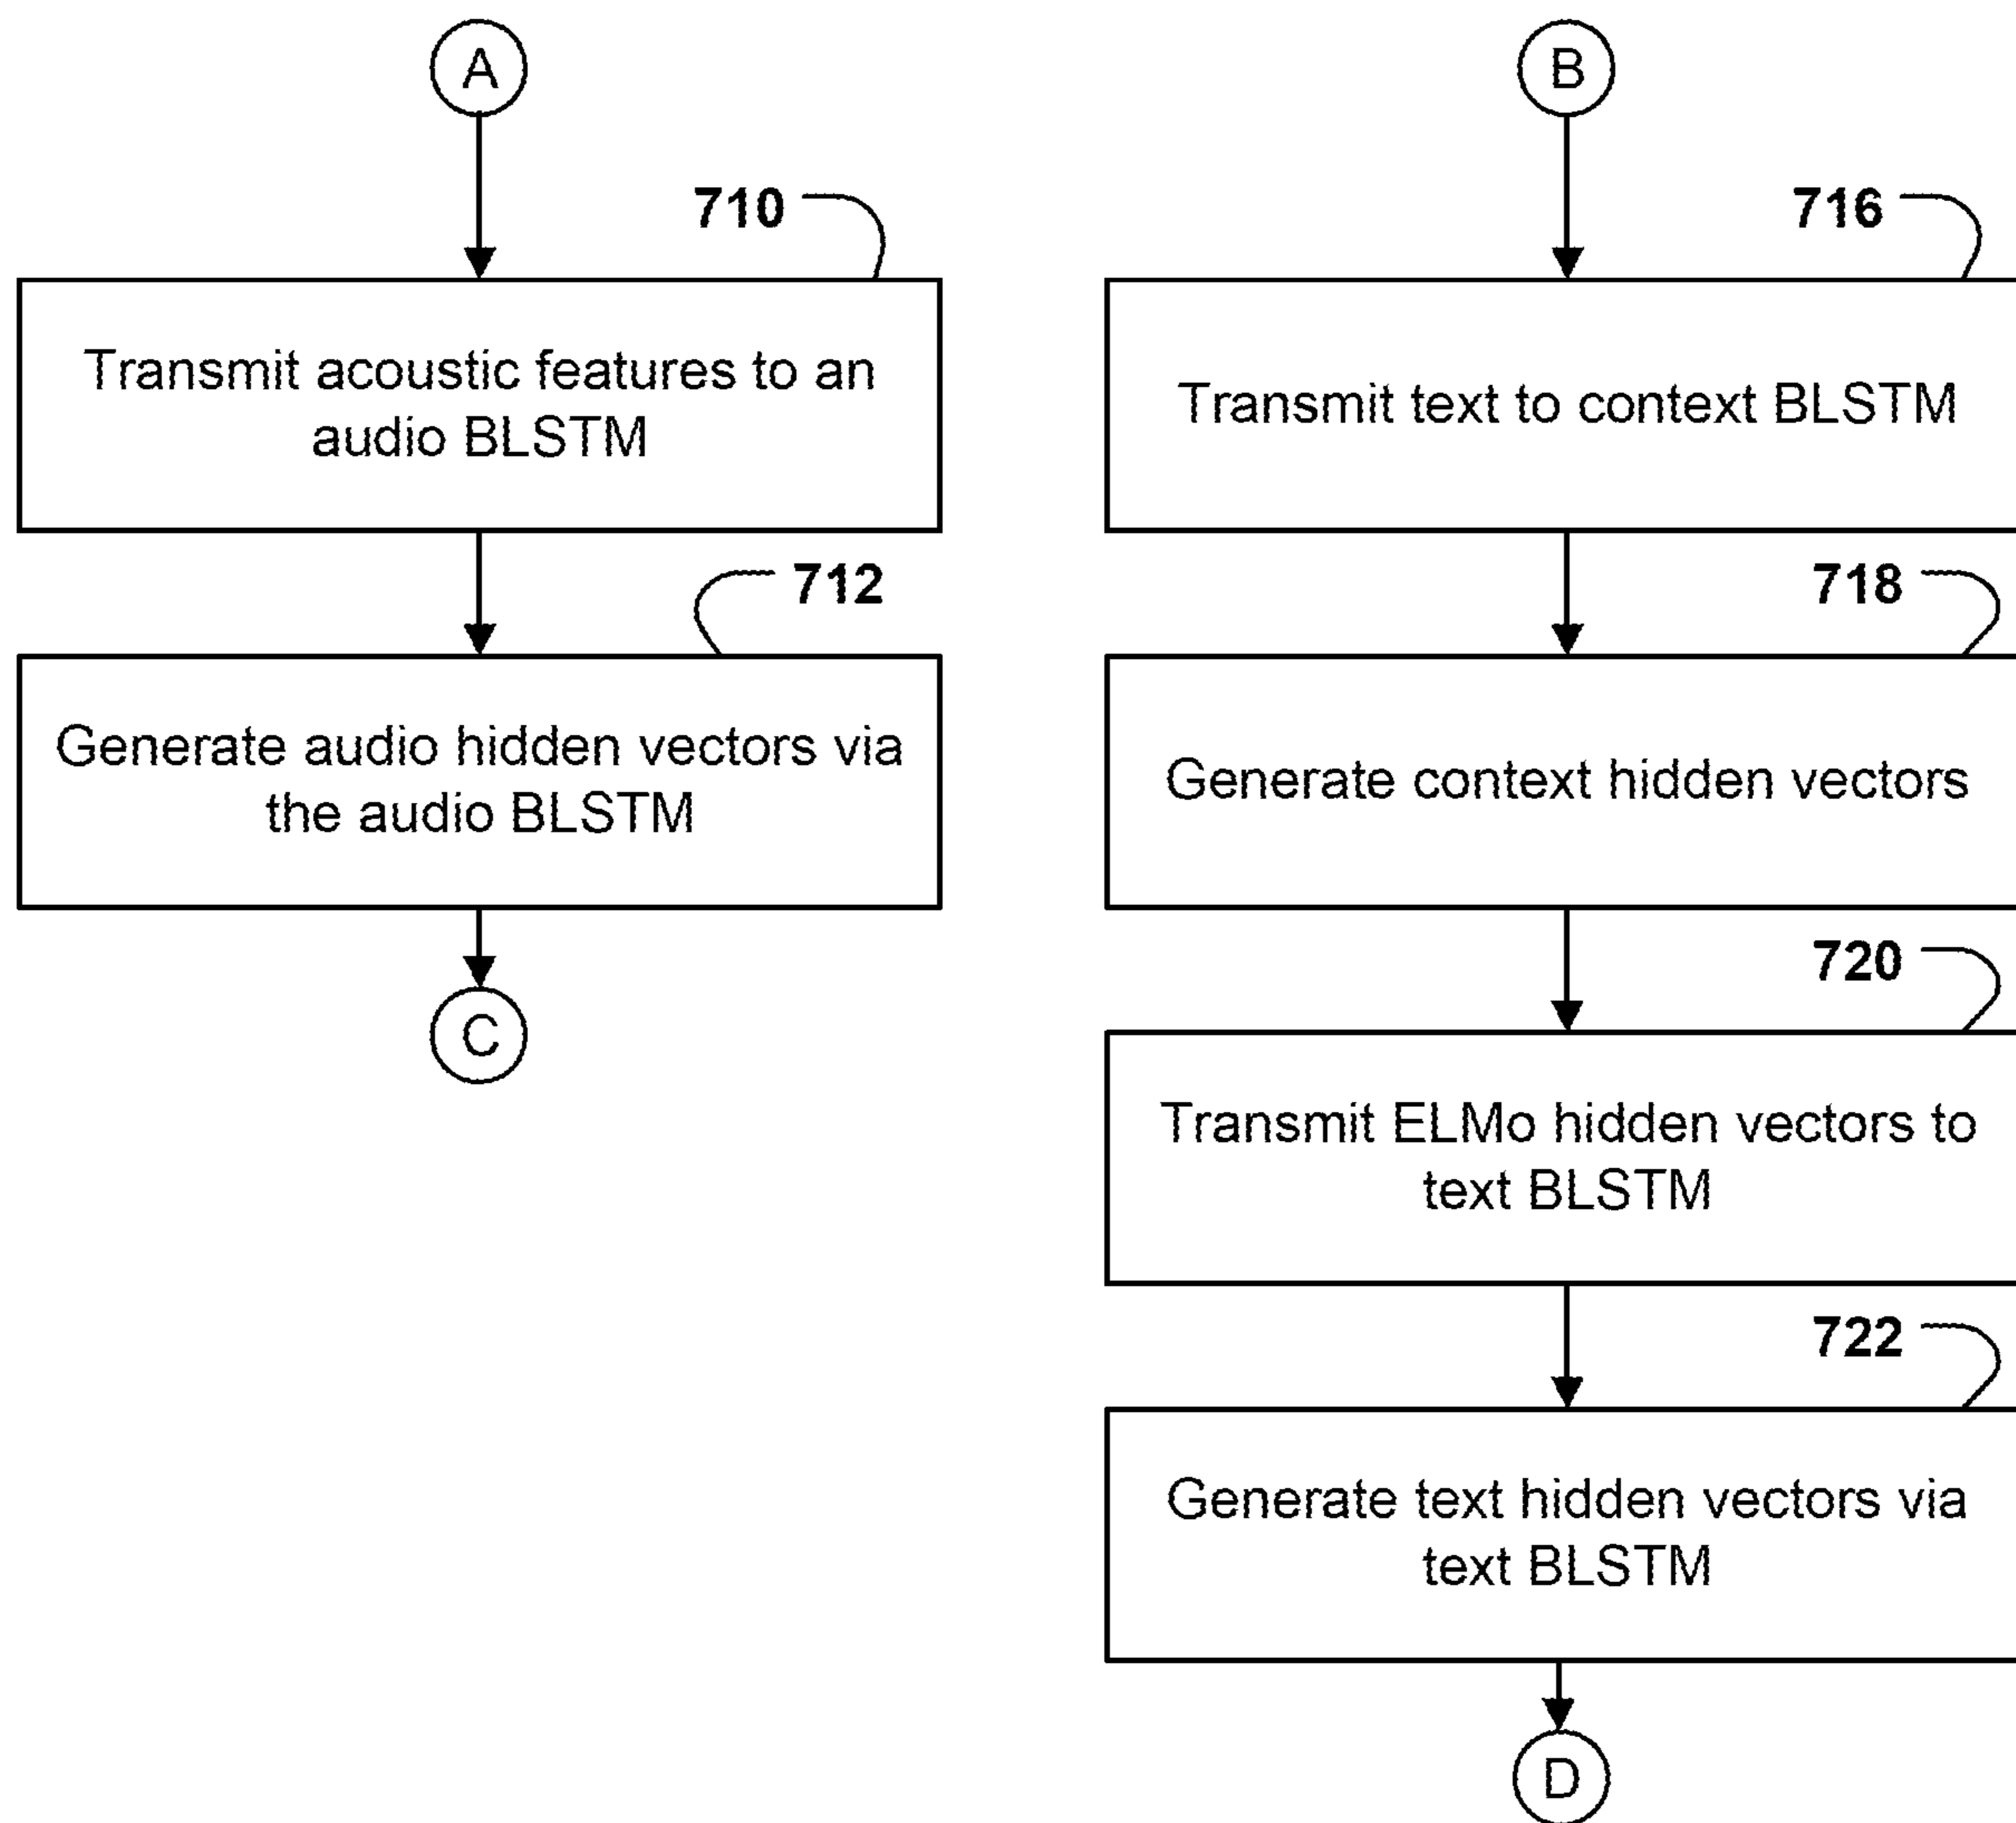 A
710
Transmit acoustic features to an
audio BLSTM
712
Generate audio hidden vectors via
the audio BLSTM
C
B
716
Transmit text to context BLSTM
718
Generate context hidden vectors
720
Transmit ELMo hidden vectors to
text BLSTM
722
Generate text hidden vectors via
text BLSTM
D